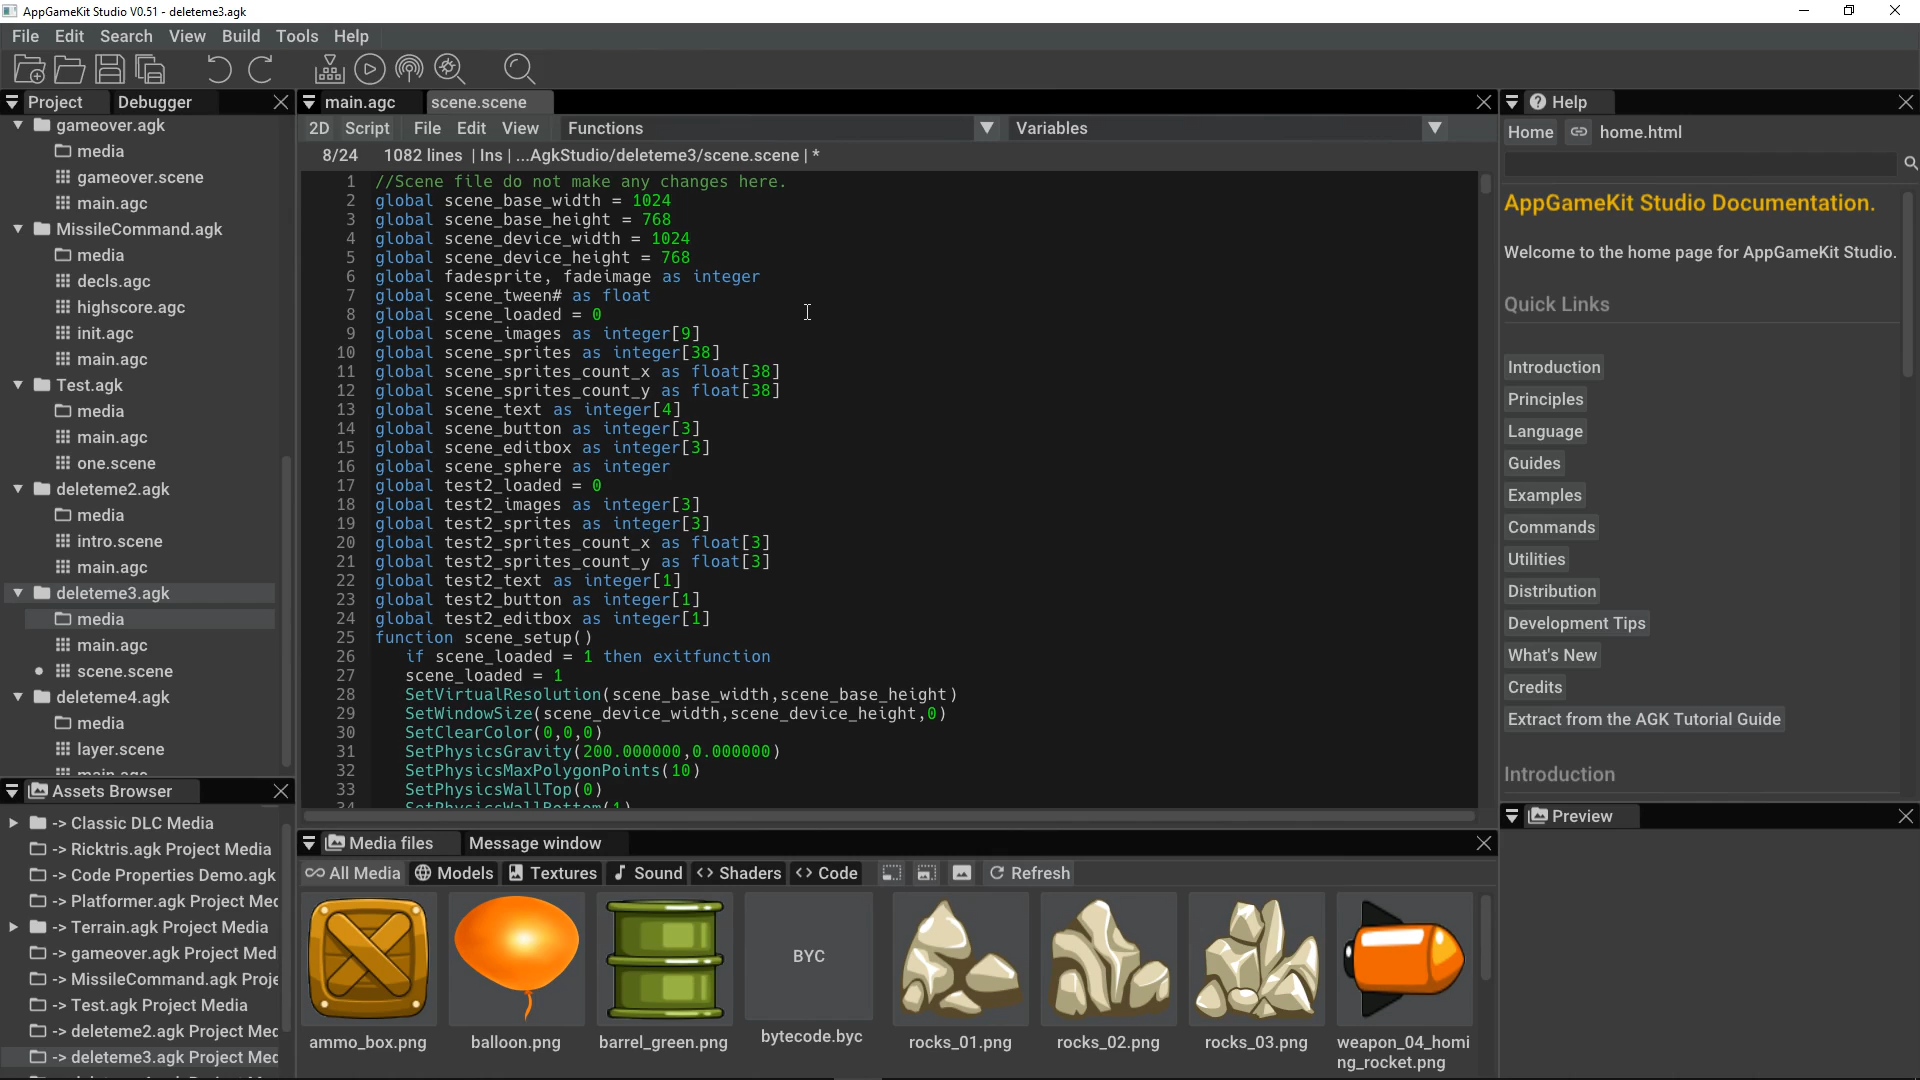 AppGameKit Studio V0.51 - deleteme3.agk
File Edit Search View Build Tools Help
Project Debugger
gameover.agk
media
gameover.scene
main.agc
MissileCommand.agk
media
decls.agc
highscore.agc
init.agc
main.agc
Test.agk
media
main.agc
one.scene
deleteme2.agk
media
intro.scene
main.agc
deleteme3.agk
media
main.agc
scene.scene
deleteme4.agk
media
layer.scene
main.agc
Assets Browser
-> Classic DLC Media
-> Ricktris.agk Project Media
-> Code Properties Demo.agk
-> Platformer.agk Project Med
-> Terrain.agk Project Media
-> gameover.agk Project Med
-> MissileCommand.agk Proje
-> Test.agk Project Media
-> deleteme2.agk Project Med
-> deleteme3.agk Project Med
main.agc scene.scene
2D Script File Edit View Functions Variables
8/24 1082 lines | Ins | ...AgkStudio/deleteme3/scene.scene | *
1 //Scene file do not make any changes here.
2 global scene_base_width = 1024
3 global scene_base_height = 768
4 global scene_device_width = 1024
5 global scene_device_height = 768
6 global fadesprite, fadeimage as integer
7 global scene_tween# as float
8 global scene_loaded = 0
9 global scene_images as integer[9]
10 global scene_sprites as integer[38]
11 global scene_sprites_count_x as float[38]
12 global scene_sprites_count_y as float[38]
13 global scene_text as integer[4]
14 global scene_button as integer[3]
15 global scene_editbox as integer[3]
16 global scene_sphere as integer
17 global test2_loaded = 0
18 global test2_images as integer[3]
19 global test2_sprites as integer[3]
20 global test2_sprites_count_x as float[3]
21 global test2_sprites_count_y as float[3]
22 global test2_text as integer[1]
23 global test2_button as integer[1]
24 global test2_editbox as integer[1]
25 function scene_setup()
26 if scene_loaded = 1 then exitfunction
27 scene_loaded = 1
28 SetVirtualResolution(scene_base_width,scene_base_height)
29 SetWindowSize(scene_device_width,scene_device_height,0)
30 SetClearColor(0,0,0)
31 SetPhysicsGravity(200.000000,0.000000)
32 SetPhysicsMaxPolygonPoints(10)
33 SetPhysicsWallTop(0)
34 SetPhysicsWallBottom(1)
Media files Message window
All Media Models Textures Sound <> Shaders <> Code Refresh
BYC
ammo_box.png balloon.png barrel_green.png bytecode.byc rocks_01.png rocks_02.png rocks_03.png weapon_04_homi
ng_rocket.png
Help
Home home.html
AppGameKit Studio Documentation.
Welcome to the home page for AppGameKit Studio.
Quick Links
Introduction
Principles
Language
Guides
Examples
Commands
Utilities
Distribution
Development Tips
What's New
Credits
Extract from the AGK Tutorial Guide
Introduction
Preview